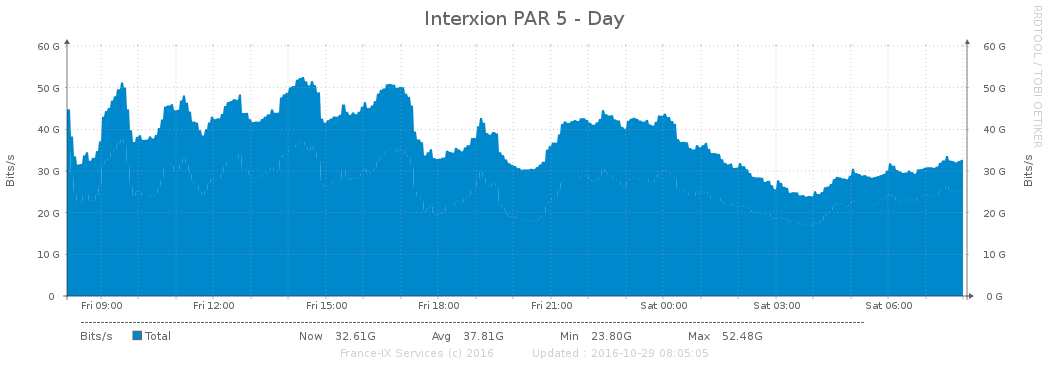 Interxion PAR 5 - Day
RRDTOOL / TOBI OETIKER
Bits/s
60 G 60 G
50 G 50 G
40 G 40 G
30 G 30 G
20 G 20 G
10 G 10 G
0 0 G
Bits/s
Fri 09:00 Fri 12:00 Fri 15:00 Fri 18:00 Fri 21:00 Sat 00:00 Sat 03:00 Sat 06:00
Bits/s Total Now 32.61G Avg 37.81G Min 23.80G Max 52.48G
France-IX Services (c) 2016 Updated : 2016-10-29 08:05:05